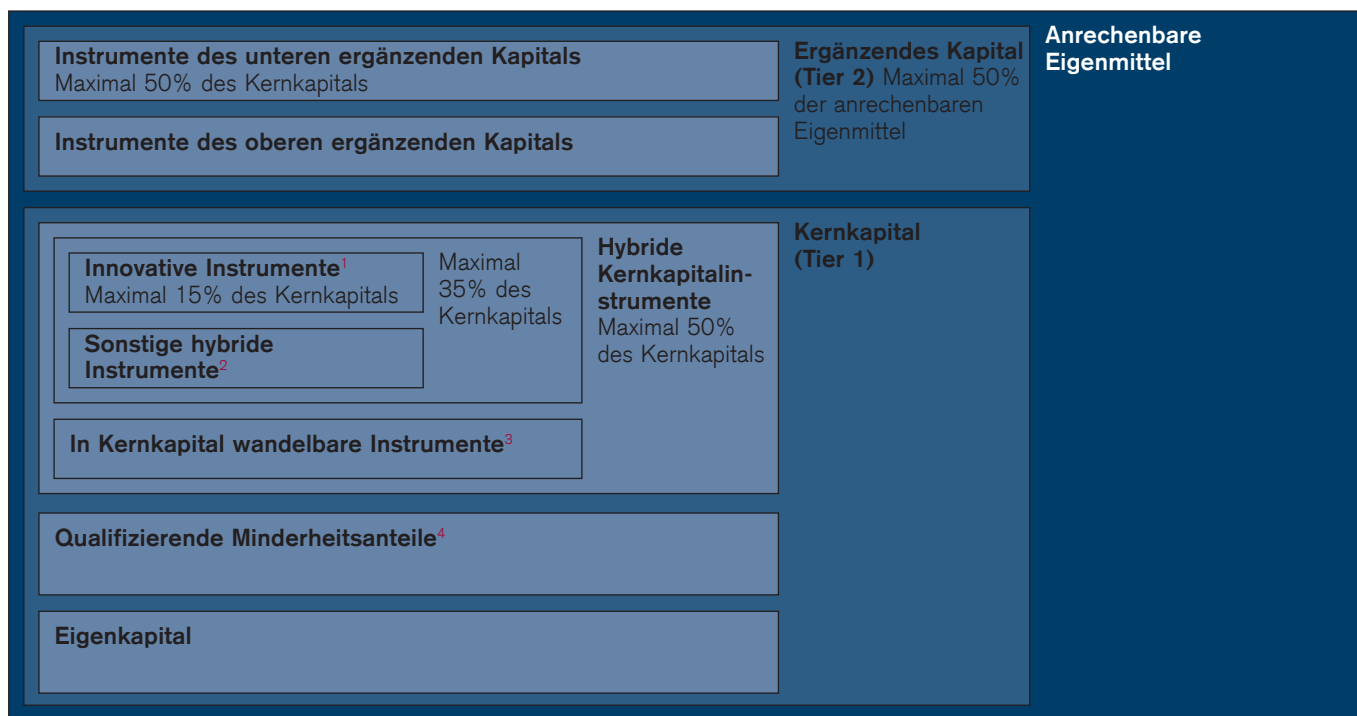 Anrechenbare
Eigenmittel
Ergänzendes Kapital
(Tier 2) Maximal 50%
der anrechenbaren
Eigenmittel
Instrumente des unteren ergänzenden Kapitals
Maximal 50% des Kernkapitals
Instrumente des oberen ergänzenden Kapitals
Kernkapital
(Tier 1)
Hybride
Kernkapitalin-
strumente
Maximal 50%
des Kernkapitals
Maximal
35% des
Kernkapitals
Innovative Instrumente1
Maximal 15% des Kernkapitals
Sonstige hybride
Instrumente2
In Kernkapital wandelbare Instrumente3
Qualifizierende Minderheitsanteile4
Eigenkapital